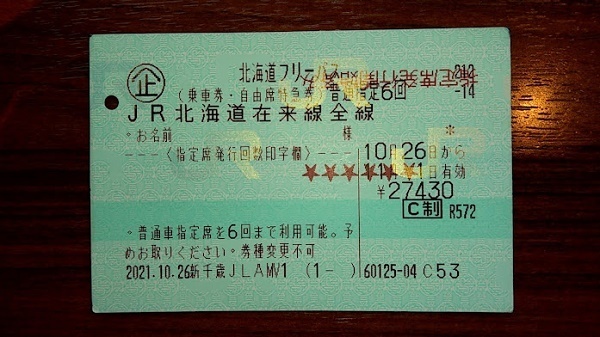 企
北海道フリーパス
(乗車券・自由席特急券)普通指定6回
-14
JR北海道在来線全線
*お名前 様 *
---〈指定席発行回数印字欄〉---
10月26日から
★★★★★★
11月 1日有効
¥27430
C制 R572
*普通車指定席を6回まで利用可能。予
めお取りください。券種変更不可
2021.10.26新千歳JLAMV1 (1- ) 60125-04 C53